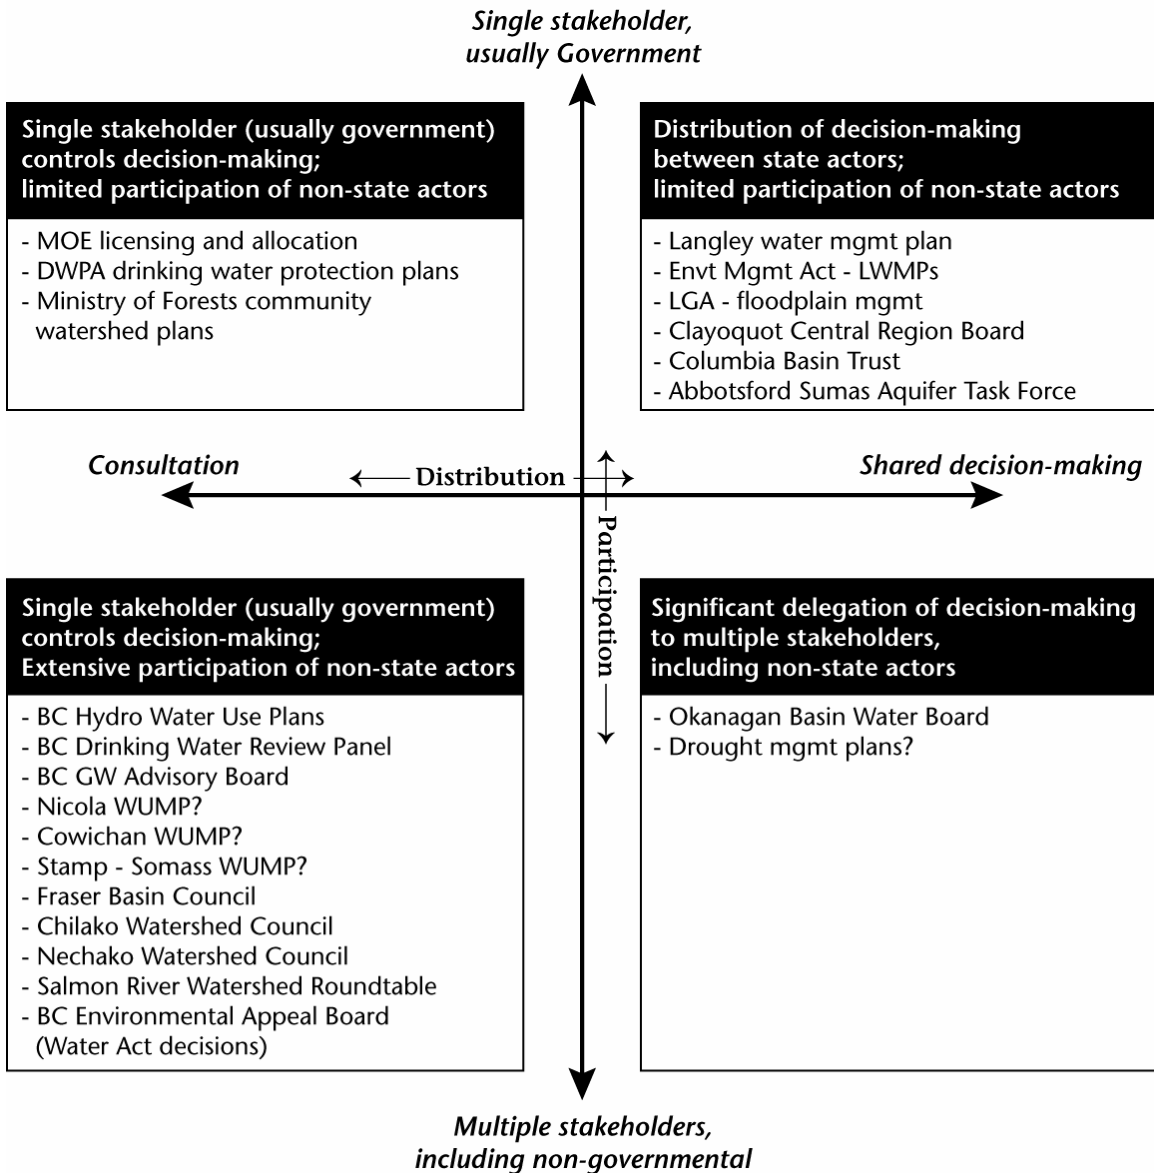 Single stakeholder,
usually Government
Single stakeholder (usually government)
controls decision-making;
limited participation of non-state actors
- MOE licensing and allocation
- DWPA drinking water protection plans
- Ministry of Forests community
watershed plans
Distribution of decision-making
between state actors;
limited participation of non-state actors
- Langley water mgmt plan
- Envt Mgmt Act - LWMPs
- LGA - floodplain mgmt
- Clayoquot Central Region Board
- Columbia Basin Trust
- Abbotsford Sumas Aquifer Task Force
Consultation
Distribution
Shared decision-making
Participation
Single stakeholder (usually government)
controls decision-making;
Extensive participation of non-state actors
- BC Hydro Water Use Plans
- BC Drinking Water Review Panel
- BC GW Advisory Board
- Nicola WUMP?
- Cowichan WUMP?
- Stamp - Somass WUMP?
- Fraser Basin Council
- Chilako Watershed Council
- Nechako Watershed Council
- Salmon River Watershed Roundtable
- BC Environmental Appeal Board
(Water Act decisions)
Significant delegation of decision-making
to multiple stakeholders,
including non-state actors
- Okanagan Basin Water Board
- Drought mgmt plans?
Multiple stakeholders,
including non-governmental